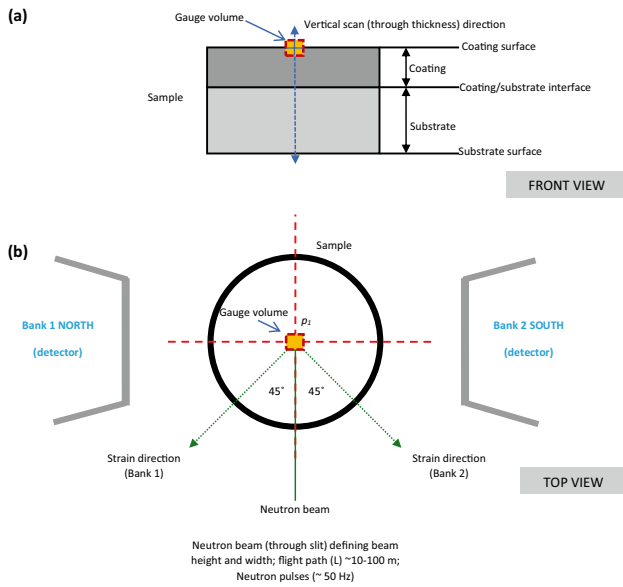 (a)
Gauge volume
Vertical scan (through thickness) direction
Coating surface
Coating
Sample
Coating/substrate interface
Substrate
Substrate surface
FRONT VIEW
(b)
Sample
Bank 1 NORTH
(detector)
Gauge volume
p₁
Bank 2 SOUTH
(detector)
45˚
45˚
Strain direction
(Bank 1)
Strain direction
(Bank 2)
TOP VIEW
Neutron beam
Neutron beam (through slit) defining beam
height and width; flight path (L) ~10-100 m;
Neutron pulses (~ 50 Hz)